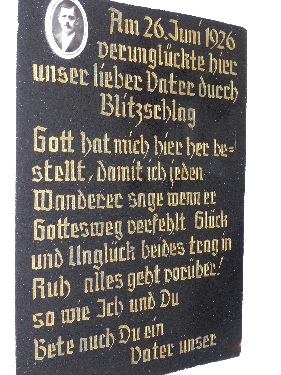 Am 26. Juni 1926
verunglückte hier
unser lieber Vater durch
Blitzschlag
Gott hat mich hier her be=
stellt, damit ich jeden
Wanderer sage wenn er
Gottesweg verfehlt Glück
und Unglück beides trag in
Ruh alles geht vorüber!
so wie Ich und Du
Bete auch Du ein
Vater unser